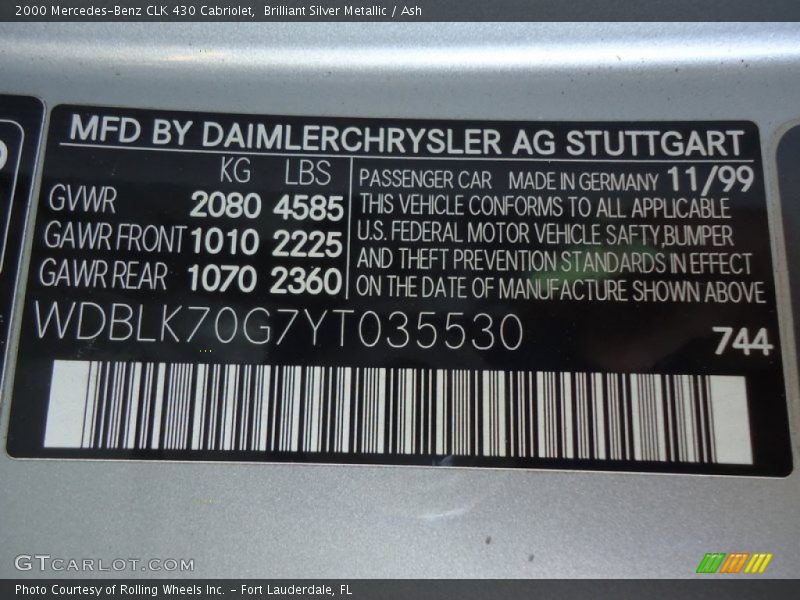 2000 Mercedes-Benz CLK 430 Cabriolet,  Brilliant Silver Metallic / Ash
MFD BY DAIMLERCHRYSLER AG STUTTGART
KG LBS
GVWR 2080 4585
GAWR FRONT 1010 2225
GAWR REAR 1070 2360
PASSENGER CAR MADE IN GERMANY 11/99
THIS VEHICLE CONFORMS TO ALL APPLICABLE
U.S. FEDERAL MOTOR VEHICLE SAFTY,BUMPER
AND THEFT PREVENTION STANDARDS IN EFFECT
ON THE DATE OF MANUFACTURE SHOWN ABOVE
WDBLK70G7YT035530
744
GTCARLOT.COM
Photo Courtesy of Rolling Wheels Inc. – Fort Lauderdale, FL